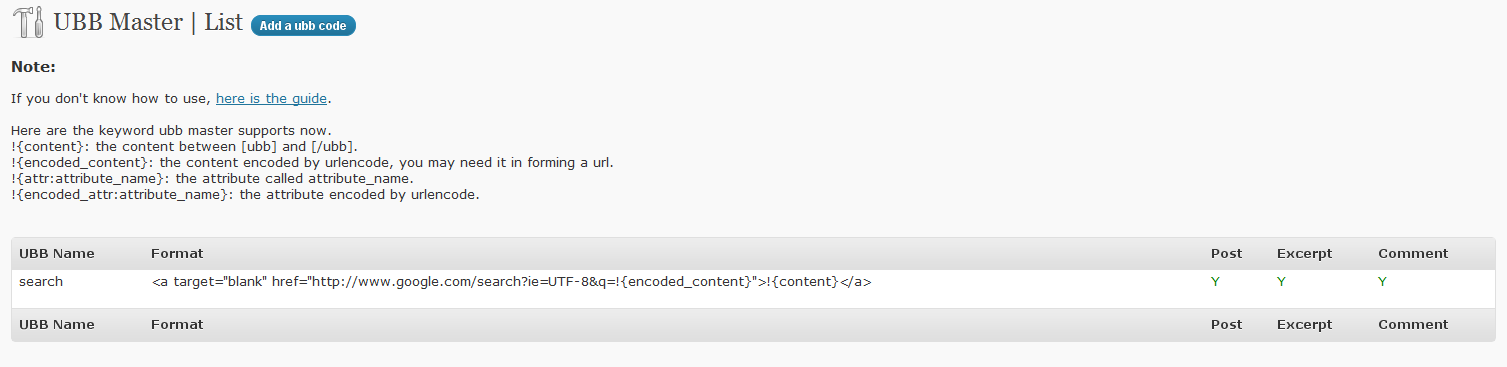 UBB Master | List Add a ubb code
Note:
If you don't know how to use, here is the guide.
Here are the keyword ubb master supports now.
!{content}: the content between [ubb] and [/ubb].
!{encoded_content}: the content encoded by urlencode, you may need it in forming a url.
!{attr:attribute_name}: the attribute called attribute_name.
!{encoded_attr:attribute_name}: the attribute encoded by urlencode.
UBB Name Format Post Excerpt Comment
search <a target="blank" href="http://www.google.com/search?ie=UTF-8&q=!{encoded_content}">!{content}</a> Y Y Y
UBB Name Format Post Excerpt Comment